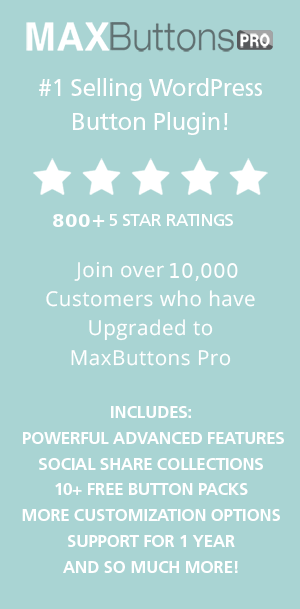 MAXButtons PRO
#1 Selling WordPress
Button Plugin!
800+ 5 STAR RATINGS
Join over 10,000
Customers who have
Upgraded to
MaxButtons Pro
INCLUDES:
POWERFUL ADVANCED FEATURES
SOCIAL SHARE COLLECTIONS
10+ FREE BUTTON PACKS
MORE CUSTOMIZATION OPTIONS
SUPPORT FOR 1 YEAR
AND SO MUCH MORE!